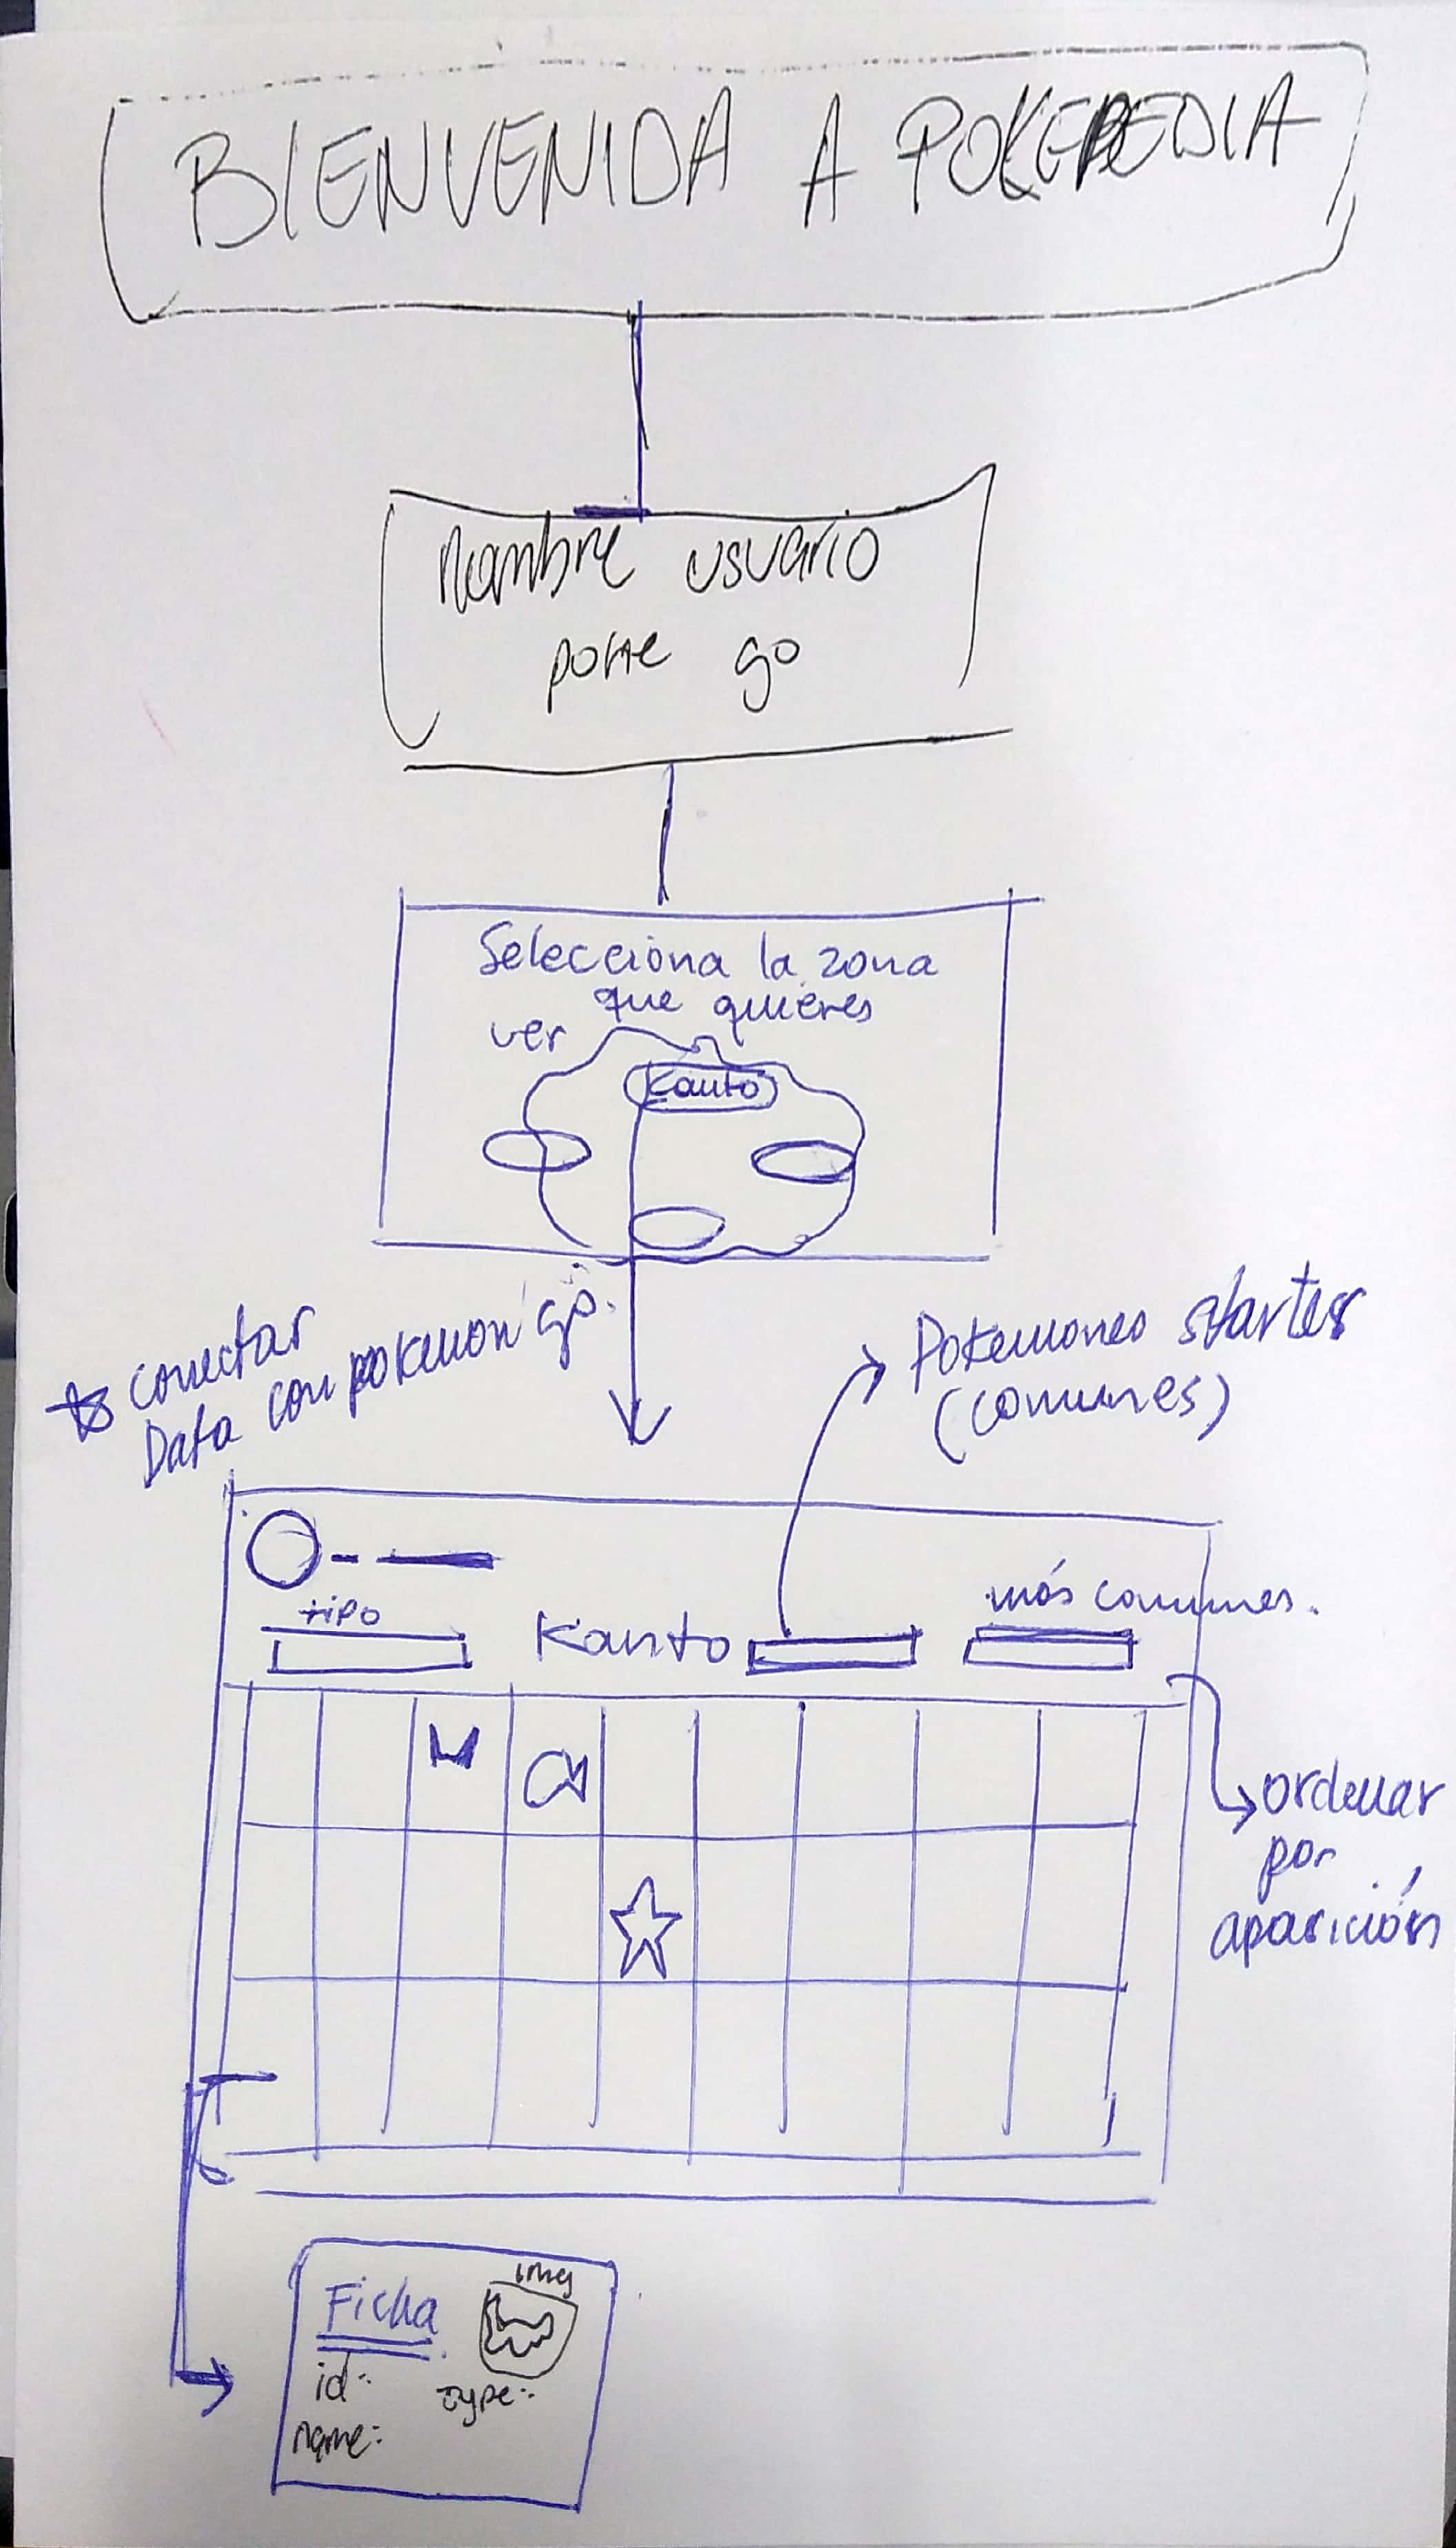 BIENVENIDA A POKEPEDIA
Nombre usuario
poke go
Selecciona la zona
que quieres
ver
Kanto
conectar
Data con pokemon go.
Pokemones starter
(comunes)
tipo
Kanto
más comunes.
ordenar
por
aparición
Ficha
img
id:
type:
name: